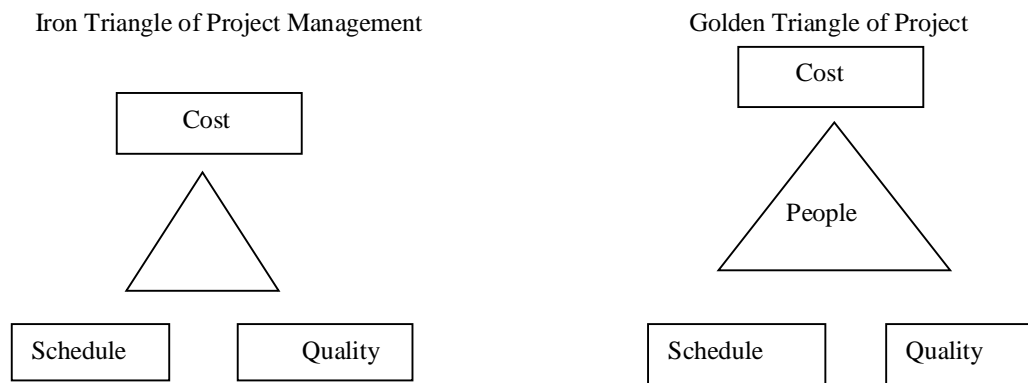 Iron Triangle of Project Management
Cost
Schedule
Quality
Golden Triangle of Project
Cost
People
Schedule
Quality